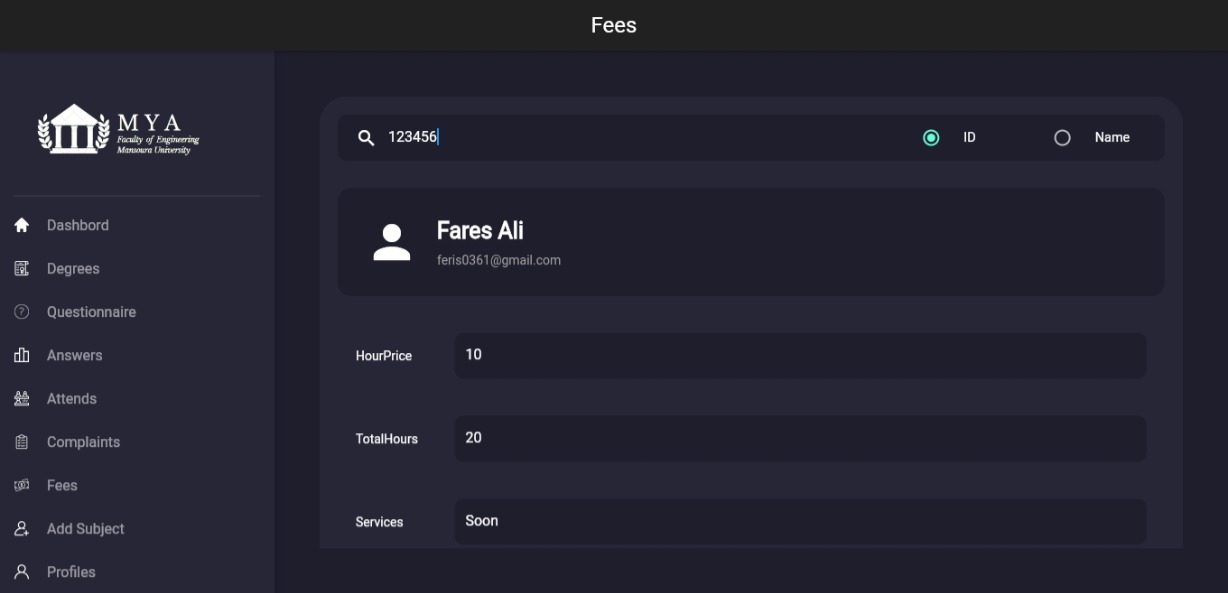 Fees
MYA
Faculty of Engineering
Mansoura University
Dashbord
Degrees
Questionnaire
Answers
Attends
Complaints
Fees
Add Subject
Profiles
123456
ID
Name
Fares Ali
feris0361@gmail.com
HourPrice
10
TotalHours
20
Services
Soon